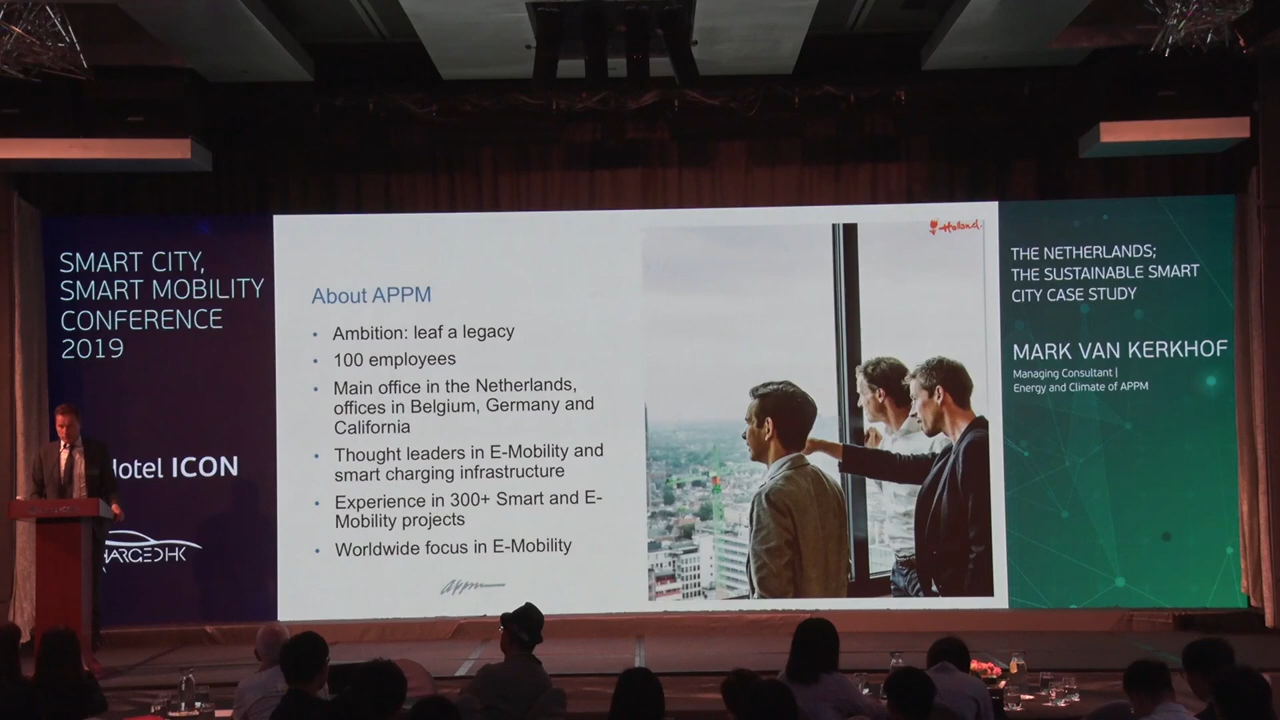 SMART CITY,
SMART MOBILITY
CONFERENCE
2019
Hotel ICON
HARGEDHK
About APPM
• Ambition: leaf a legacy
• 100 employees
• Main office in the Netherlands,
offices in Belgium, Germany and
California
• Thought leaders in E-Mobility and
smart charging infrastructure
• Experience in 300+ Smart and E-
Mobility projects
• Worldwide focus in E-Mobility
appm
Holland.
THE NETHERLANDS;
THE SUSTAINABLE SMART
CITY CASE STUDY
MARK VAN KERKHOF
Managing Consultant |
Energy and Climate of APPM